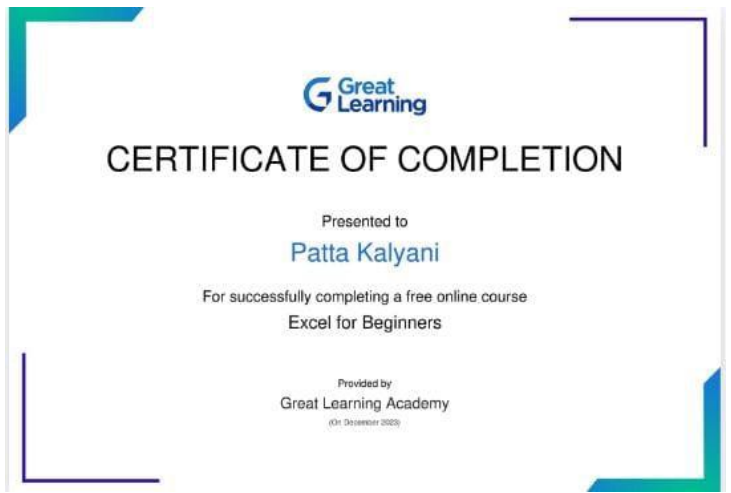 Great
Learning
CERTIFICATE OF COMPLETION
Presented to
Patta Kalyani
For successfully completing a free online course
Excel for Beginners
Provided by
Great Learning Academy
(On December 2023)